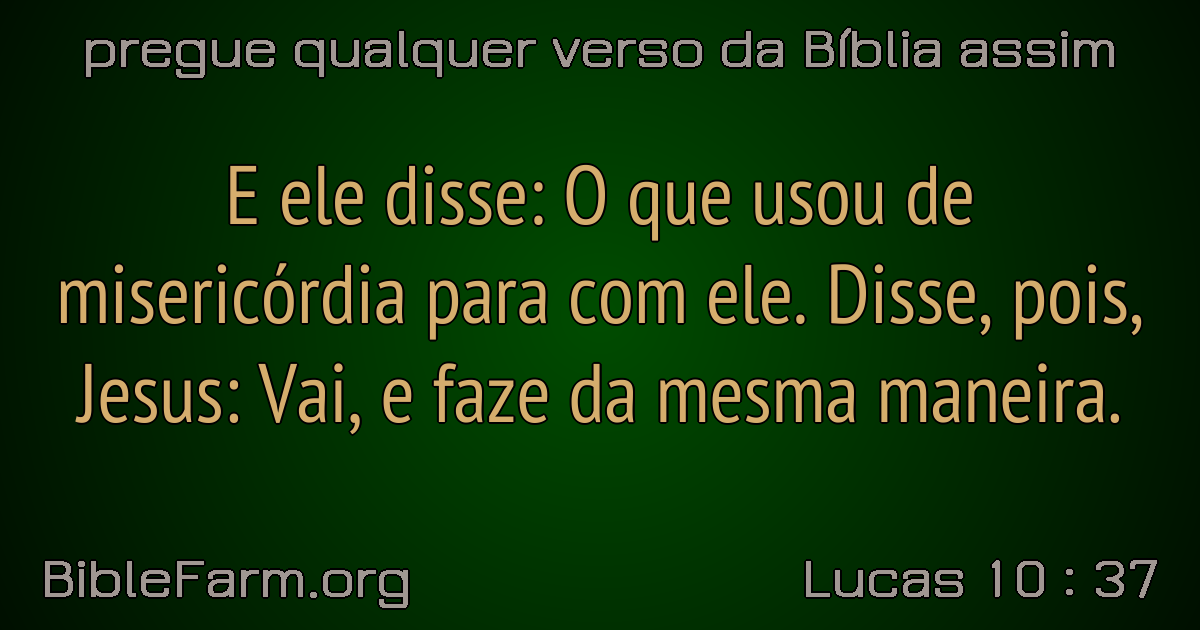 pregue qualquer verso da Bíblia assim
E ele disse: O que usou de
misericórdia para com ele. Disse, pois,
Jesus: Vai, e faze da mesma maneira.
BibleFarm.org
Lucas 10 : 37